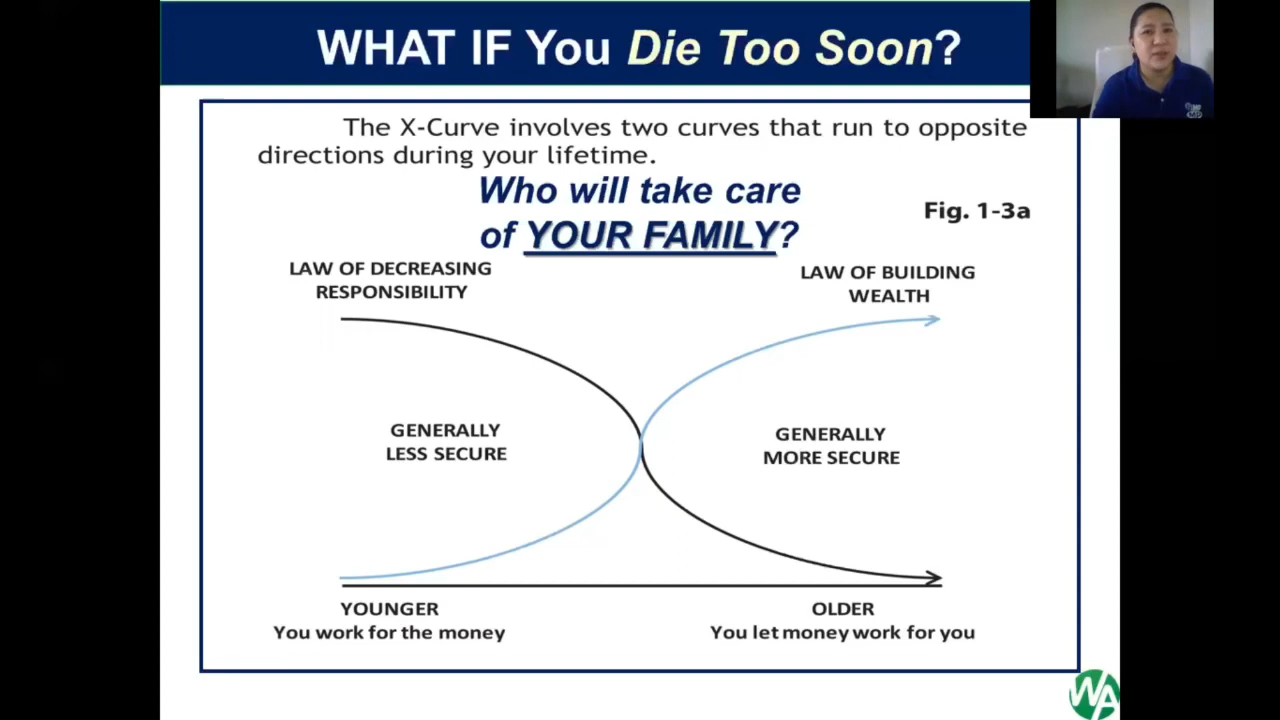 WHAT IF You Die Too Soon?
The X-Curve involves two curves that run to opposite
directions during your lifetime.
Who will take care
of YOUR FAMILY?
Fig. 1-3a
LAW OF DECREASING
RESPONSIBILITY
LAW OF BUILDING
WEALTH
GENERALLY
LESS SECURE
GENERALLY
MORE SECURE
YOUNGER
You work for the money
OLDER
You let money work for you
WA